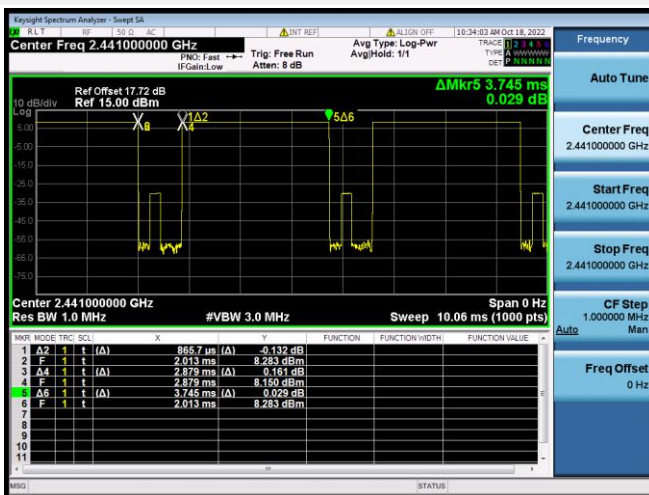 Keysight Spectrum Analyzer - Swept SA
RLT RF 50 Ω AC INT REF ALIGN OFF 10:34:03 AM Oct 18, 2022
Center Freq 2.441000000 GHz Avg Type: Log-Pwr TRACE 1 2 3 4 5 6
PNO: Fast Trig: Free Run Avg|Hold: 1/1 TYPE A WWWWW
IFGain:Low Atten: 8 dB DET P N N N N N
ΔMkr5 3.745 ms
0.029 dB
Ref Offset 17.72 dB
10 dB/div Ref 15.00 dBm
Log
5.00
-5.00
-15.0
-25.0
-35.0
-45.0
-55.0
-65.0
-75.0
1Δ2
4
5Δ6
Center 2.441000000 GHz Span 0 Hz
Res BW 1.0 MHz #VBW 3.0 MHz Sweep 10.06 ms (1000 pts)
MKR MODE TRC SCL X Y FUNCTION FUNCTION WIDTH FUNCTION VALUE
1 Δ2 1 t (Δ) 865.7 µs (Δ) -0.132 dB
2 F 1 t 2.013 ms 8.283 dBm
3 Δ4 1 t (Δ) 2.879 ms (Δ) 0.161 dB
4 F 1 t 2.879 ms 8.150 dBm
5 Δ6 1 t (Δ) 3.745 ms (Δ) 0.029 dB
6 F 1 t 2.013 ms 8.283 dBm
7
8
9
10
11
MSG STATUS
Frequency
Auto Tune
Center Freq
2.441000000 GHz
Start Freq
2.441000000 GHz
Stop Freq
2.441000000 GHz
CF Step
1.000000 MHz
Auto Man
Freq Offset
0 Hz